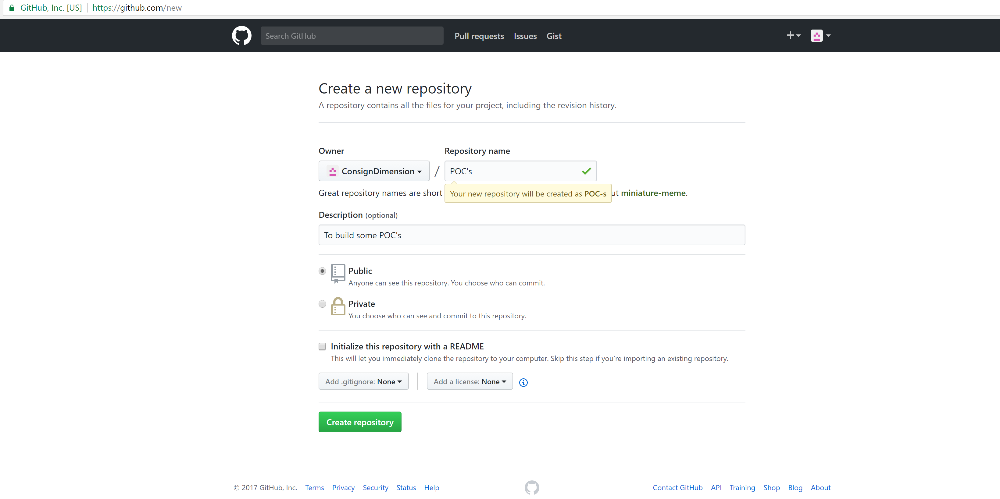 GitHub, Inc. [US] https://github.com/new
Search GitHub Pull requests Issues Gist
Create a new repository
A repository contains all the files for your project, including the revision history.
Owner Repository name
ConsignDimension / POC's
Great repository names are short ut miniature-meme.
Your new repository will be created as POC-s
Description (optional)
To build some POC's
Public
Anyone can see this repository. You choose who can commit.
Private
You choose who can see and commit to this repository.
Initialize this repository with a README
This will let you immediately clone the repository to your computer. Skip this step if you’re importing an existing repository.
Add .gitignore: None Add a license: None
Create repository
© 2017 GitHub, Inc. Terms Privacy Security Status Help Contact GitHub API Training Shop Blog About